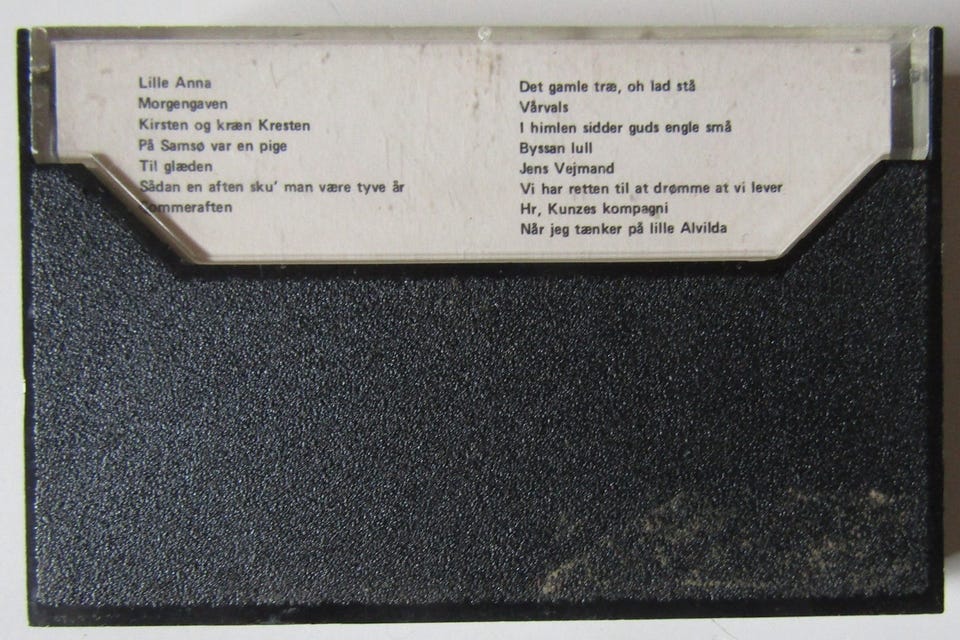 Lille Anna
Morgengaven
Kirsten og kræn Kresten
På Samsø var en pige
Til glæden
Sådan en aften sku' man være tyve år
Sommeraften
Det gamle træ, oh lad stå
Vårvals
I himlen sidder guds engle små
Byssan lull
Jens Vejmand
Vi har retten til at drømme at vi lever
Hr, Kunzes kompagni
Når jeg tænker på lille Alvilda